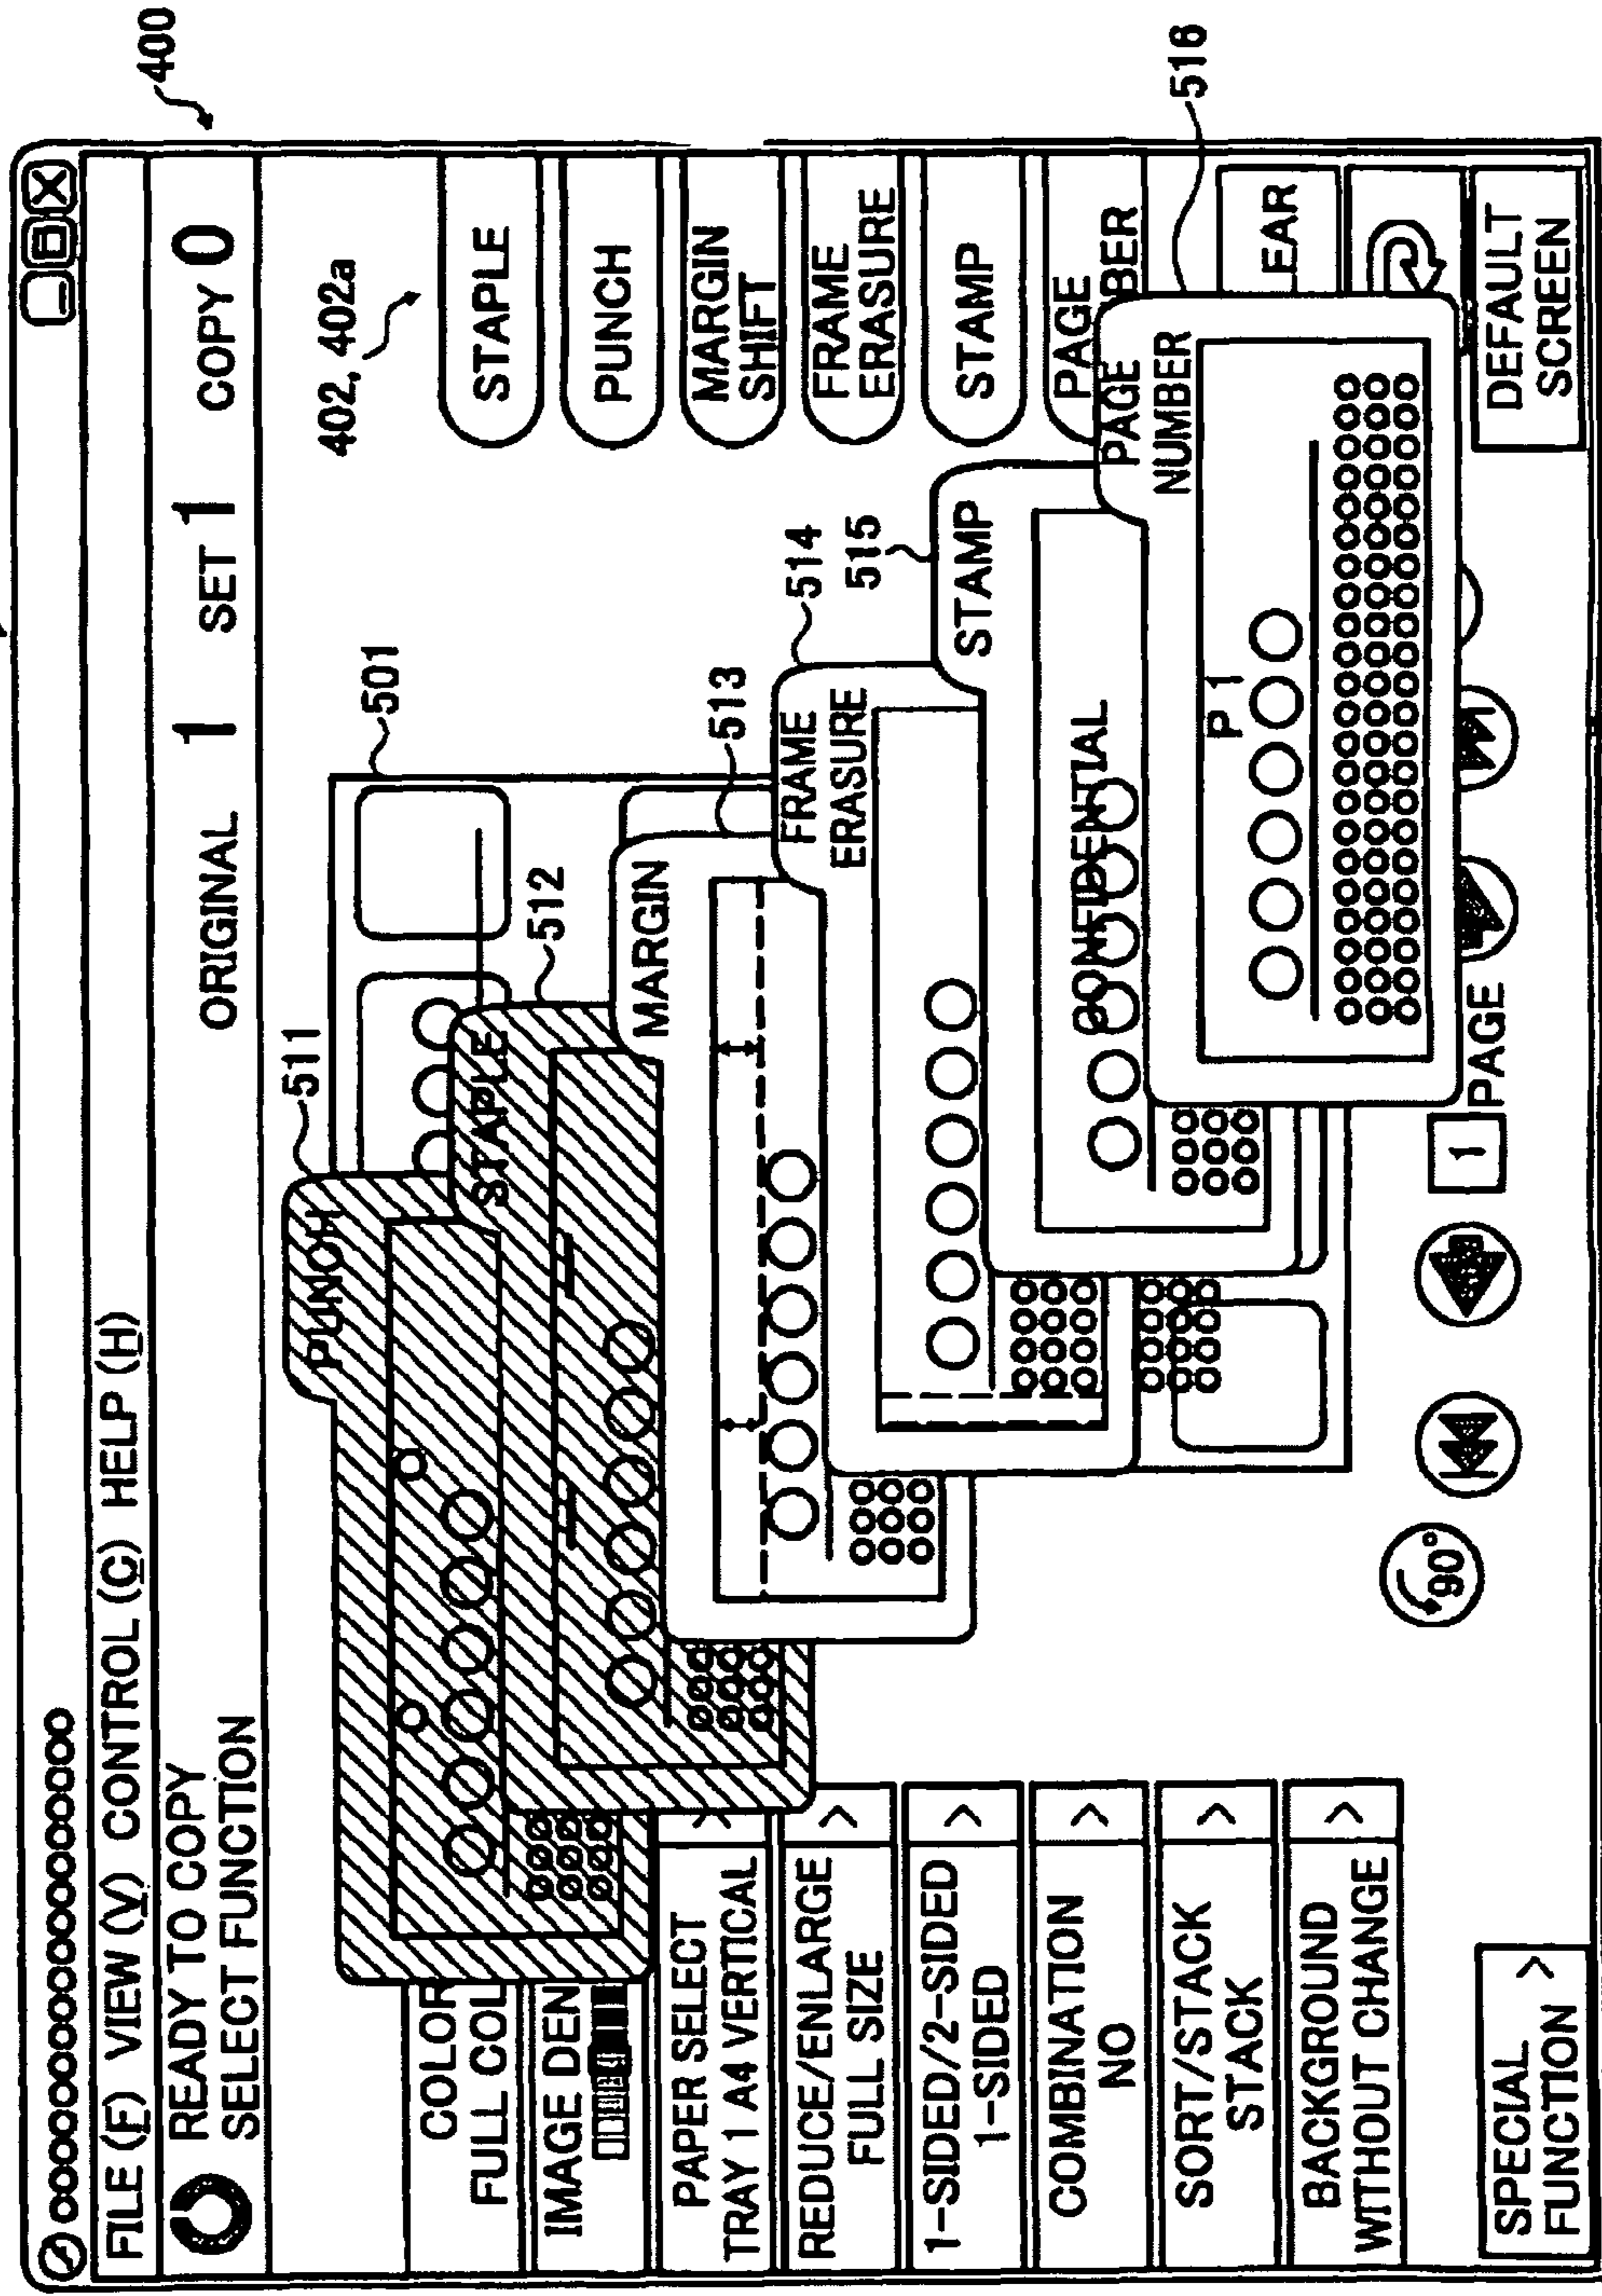 400
FILE (F) VIEW (V) CONTROL (C) HELP (H)
READY TO COPY
SELECT FUNCTION
ORIGINAL 1 SET 1 COPY 0
402, 402a
501
511
512
513
514
515
516
PUNCH
STAPLE
MARGIN
FRAME
ERASURE
STAMP
CONFIDENTIAL
PAGE
NUMBER
P 1
COLOR
FULL COL
IMAGE DEN
PAPER SELECT
TRAY 1 A4 VERTICAL
REDUCE/ENLARGE
FULL SIZE
1-SIDED/2-SIDED
1-SIDED
COMBINATION
NO
SORT/STACK
STACK
BACKGROUND
WITHOUT CHANGE
SPECIAL
FUNCTION
STAPLE
PUNCH
MARGIN
SHIFT
FRAME
ERASURE
STAMP
PAGE
BER
EAR
DEFAULT
SCREEN
90°
1 PAGE